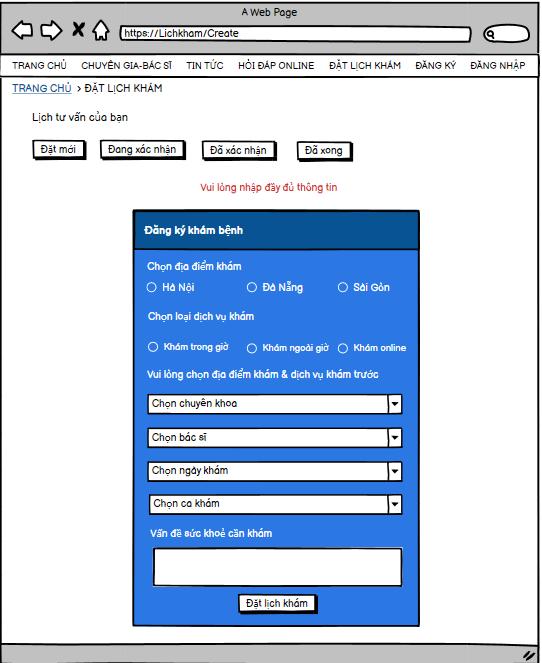 A Web Page
https://Lichkham/Create
TRANG CHỦ CHUYÊN GIA-BÁC SĨ TIN TỨC HỎI ĐÁP ONLINE ĐẶT LỊCH KHÁM ĐĂNG KÝ ĐĂNG NHẬP
TRANG CHỦ > ĐẶT LỊCH KHÁM
Lịch tư vấn của bạn
Đặt mới Đang xác nhận Đã xác nhận Đã xong
Vui lòng nhập đầy đủ thông tin
Đăng ký khám bệnh
Chọn địa điểm khám
Hà Nội Đà Nẵng Sài Gòn
Chọn loại dịch vụ khám
Khám trong giờ Khám ngoài giờ Khám online
Vui lòng chọn địa điểm khám & dịch vụ khám trước
Chọn chuyên khoa
Chọn bác sĩ
Chọn ngày khám
Chọn ca khám
Vấn đề sức khoẻ cần khám
Đặt lịch khám